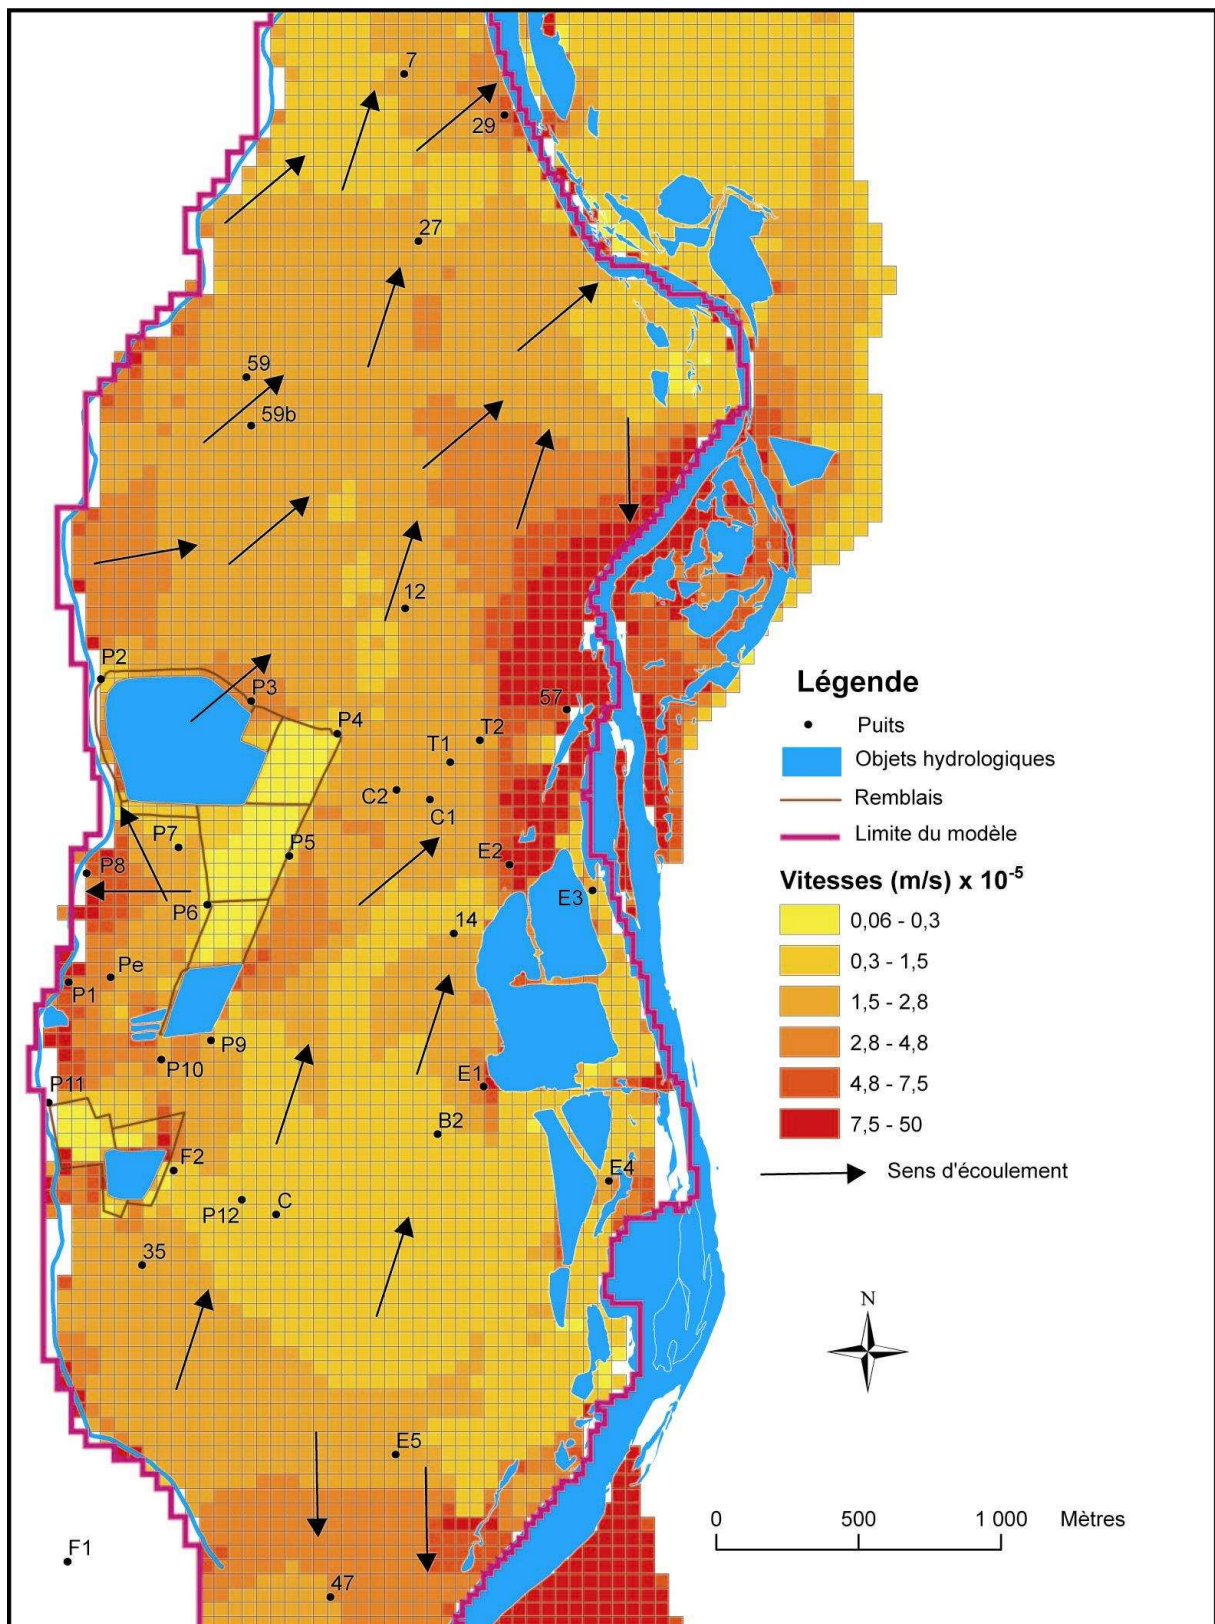 7
29
27
59
59b
12
P2
P3
P4
57
T2
T1
C2
C1
P7
P5
P8
E2
E3
P6
14
Pe
P1
P9
P10
E1
P11
B2
F2
E4
P12
C
35
E5
F1
47
Légende
Puits
Objets hydrologiques
Remblais
Limite du modèle
Vitesses (m/s) x 10⁻⁵
0,06 - 0,3
0,3 - 1,5
1,5 - 2,8
2,8 - 4,8
4,8 - 7,5
7,5 - 50
Sens d'écoulement
N
0 500 1 000 Mètres